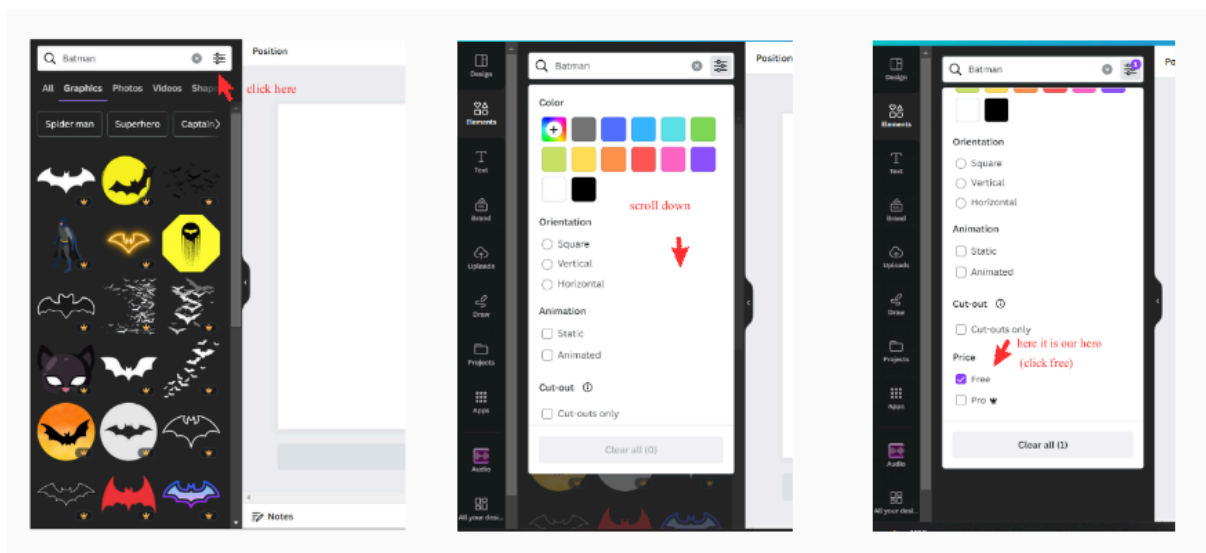 Batman
Position
click here
All Graphics Photos Videos Shap
Spider man Superhero Captain
Notes
Design
Elements
Text
Brand
Uploads
Draw
Projects
Apps
Audio
All your desi...
Batman
Position
Color
scroll down
Orientation
Square
Vertical
Horizontal
Animation
Static
Animated
Cut-out
Cut-outs only
Clear all (0)
Design
Elements
Text
Brand
Uploads
Draw
Projects
Apps
Audio
All your desi...
Batman
1
Po
Orientation
Square
Vertical
Horizontal
Animation
Static
Animated
Cut-out
Cut-outs only
here it is our hero
(click free)
Price
Free
Pro
Clear all (1)